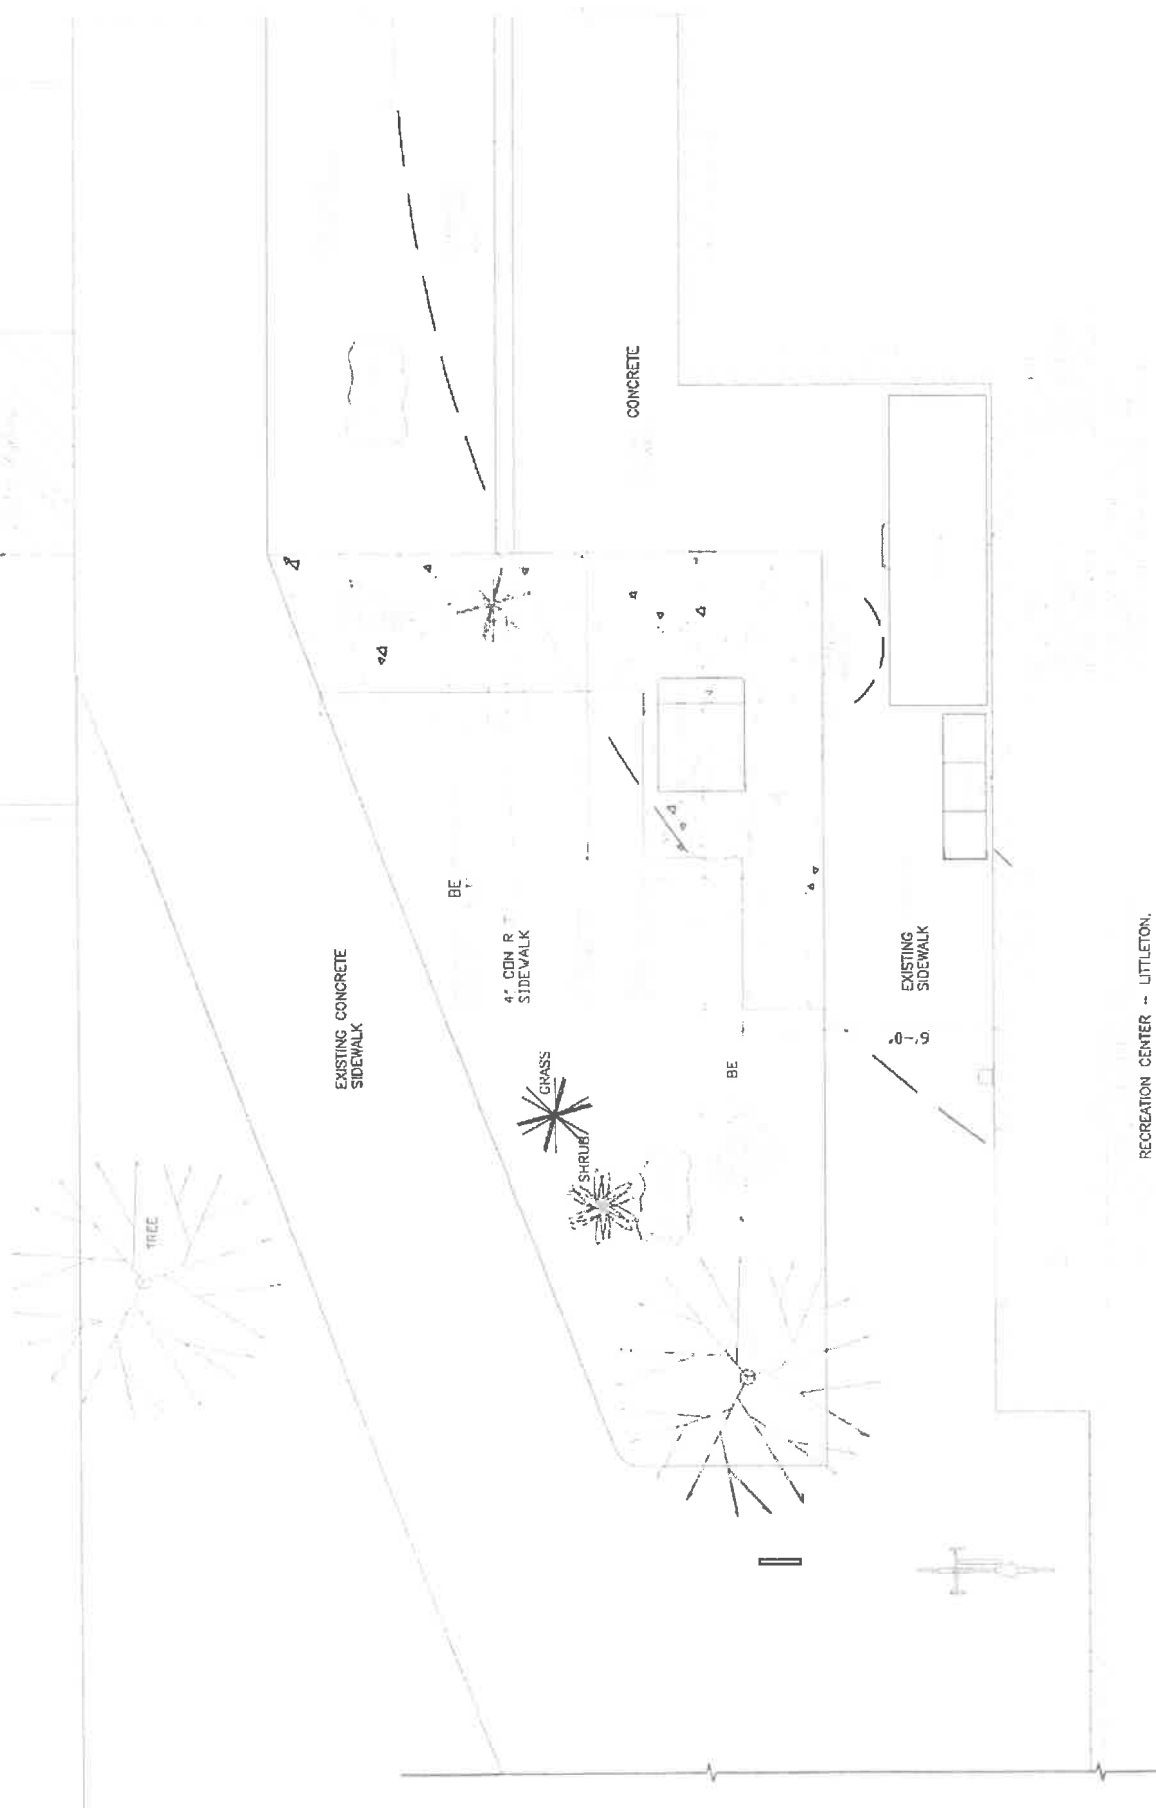 TREE
EXISTING CONCRETE
SIDEWALK
BE
4" CON R
SIDEWALK
GRASS
SHRUB
CONCRETE
BE
EXISTING
SIDEWALK
6'-0"
RECREATION CENTER -- LITTLETON,